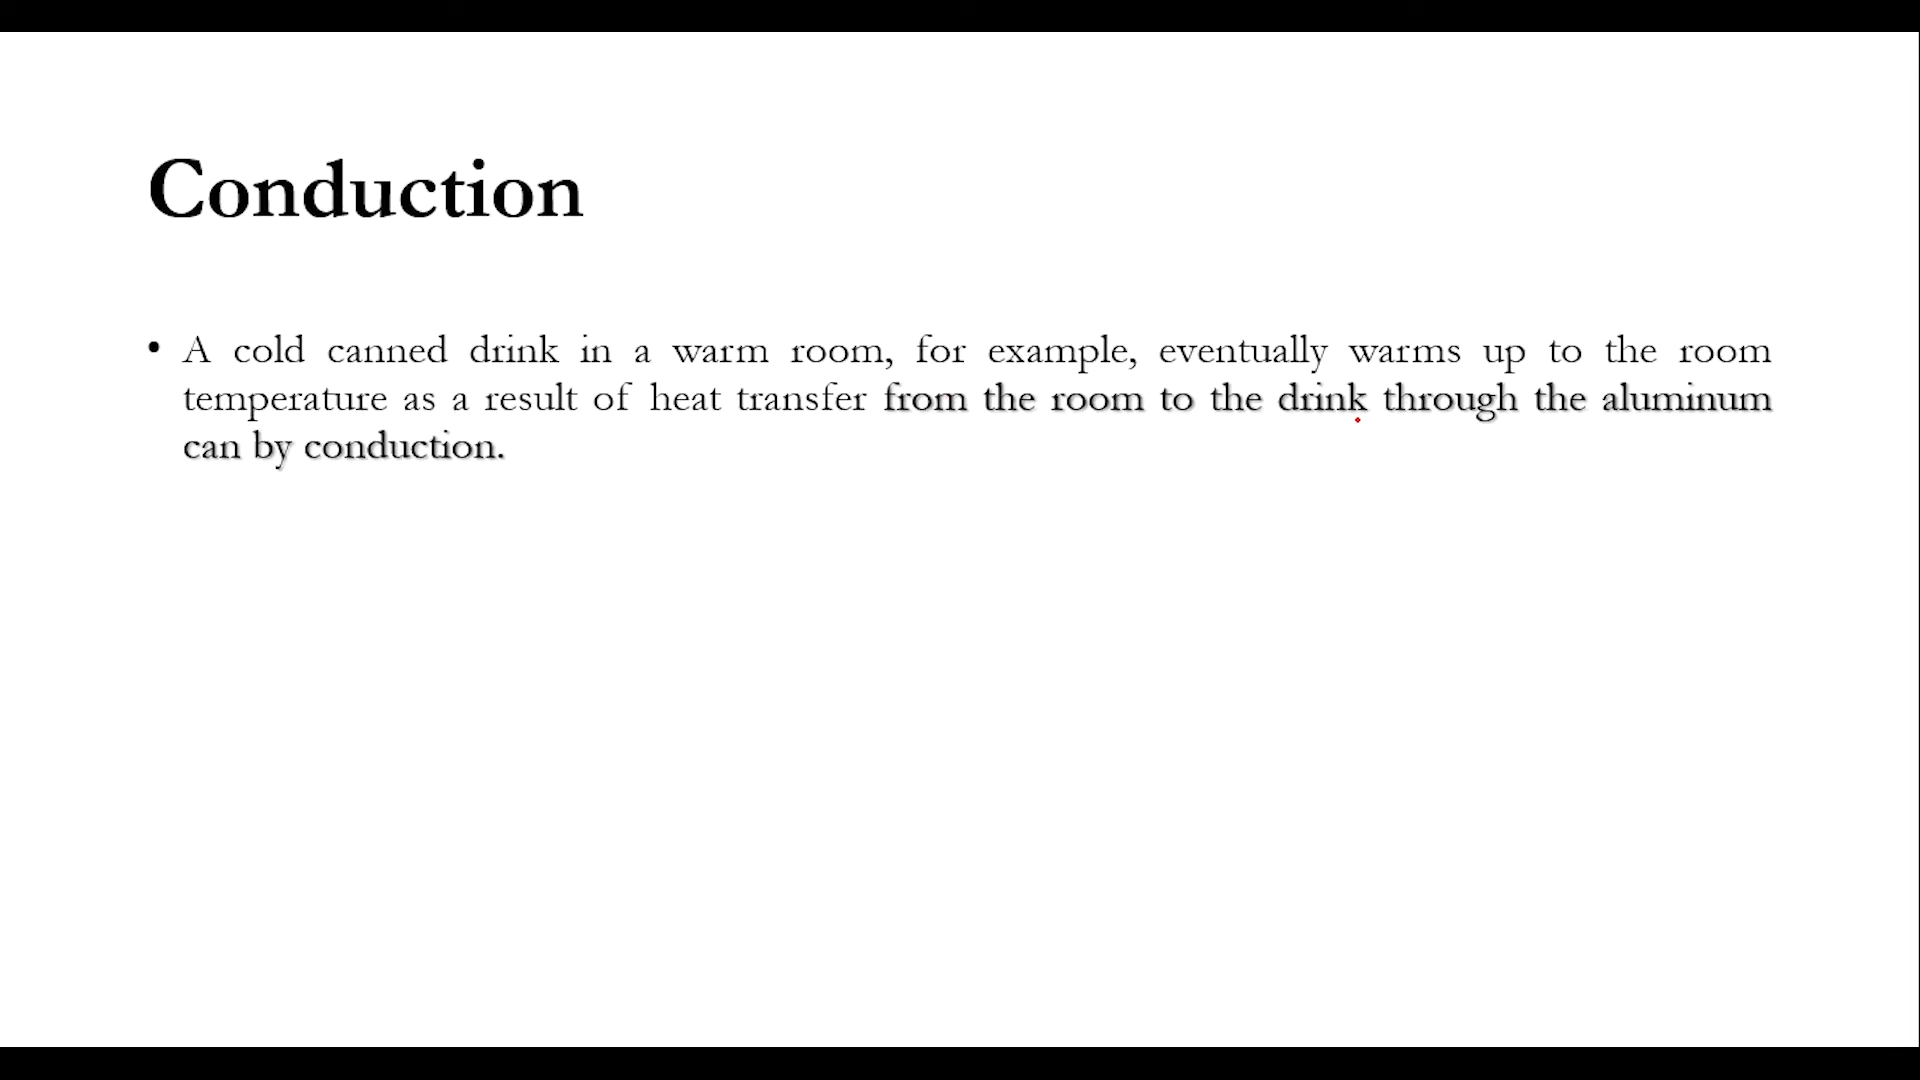 Conduction
• A cold canned drink in a warm room, for example, eventually warms up to the room
temperature as a result of heat transfer from the room to the drink through the aluminum
can by conduction.